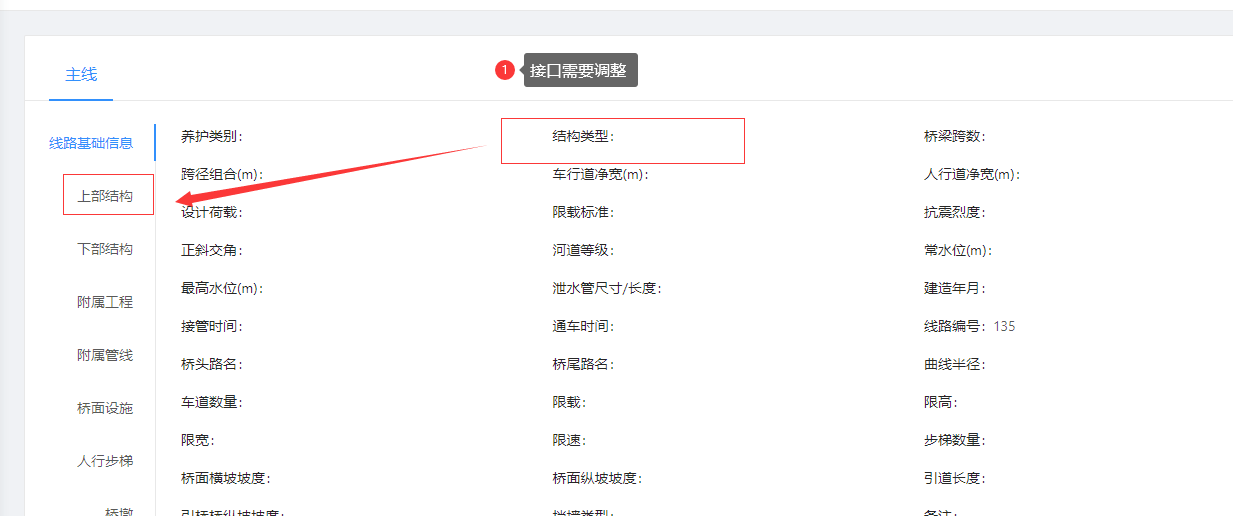 主线
1 接口需要调整
线路基础信息
上部结构
下部结构
附属工程
附属管线
桥面设施
人行步梯
桥墩
养护类别： 结构类型： 桥梁跨数：
跨径组合(m)： 车行道净宽(m)： 人行道净宽(m)：
设计荷载： 限载标准： 抗震烈度：
正斜交角： 河道等级： 常水位(m)：
最高水位(m)： 泄水管尺寸/长度： 建造年月：
接管时间： 通车时间： 线路编号：135
桥头路名： 桥尾路名： 曲线半径：
车道数量： 限载： 限高：
限宽： 限速： 步梯数量：
桥面横坡坡度： 桥面纵坡坡度： 引道长度：
挡墙类型： 备注：